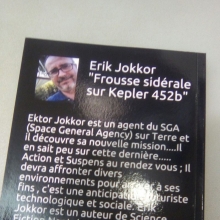 Erik Jokkor
"Frousse sidérale
sur Kepler 452b"
Ektor Jokkor est un agent du SGA
(Space General Agency) sur Terre et
il découvre sa nouvelle mission....Il
en sait peu sur cette dernière.....
Action et Suspens au rendez vous ; Il
devra affronter divers
environnements pour à ses
fins , c'est une anticipation
technologique et sociale. Erik
Jokkor est un auteur de Science